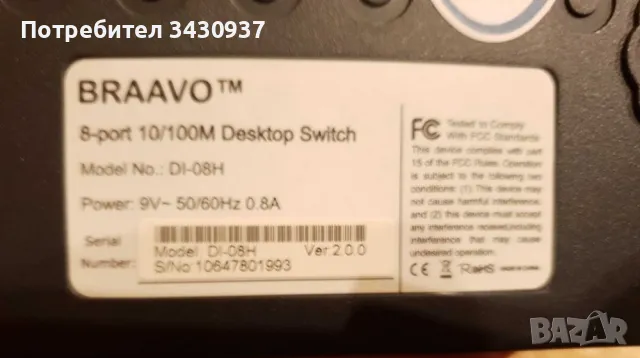 Потребител 3430937
BRAAVO™
8-port 10/100M Desktop Switch
Model No.: DI-08H
Power: 9V~ 50/60Hz 0.8A
Serial
Number:
Model: DI-08H Ver 2.0.0
S/No:10647801993
FC Tested to Comply
With FCC Standards
This device complies with part
15 of the FCC Rules. Operation
is subject to the following two
conditions: (1) This device may
not cause harmful interference,
and (2) this device must accept
any interference received,including
interference that may cause
undesired operation.
CE RoHS MADE IN CHINA
BAZAR